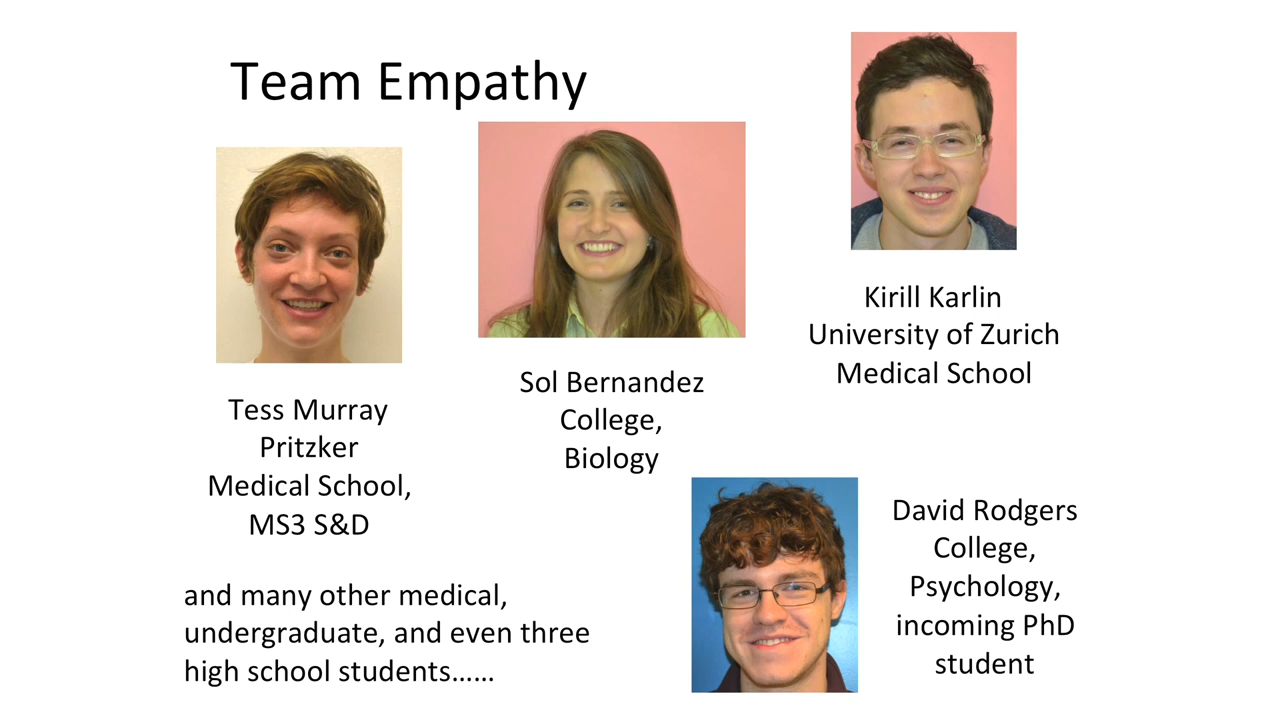 Team Empathy
Tess Murray
Pritzker
Medical School,
MS3 S&D
Sol Bernandez
College,
Biology
Kirill Karlin
University of Zurich
Medical School
David Rodgers
College,
Psychology,
incoming PhD
student
and many other medical,
undergraduate, and even three
high school students……